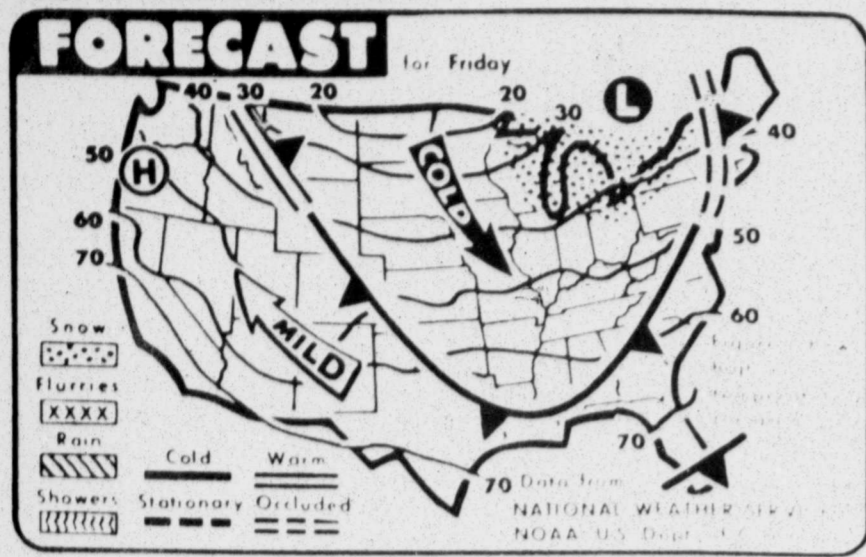 FORECAST
for Friday
40 30 20 20 30 L 40
50 H
COLD
60
50
70
60
MILD
Snow
Flurries
XXXX
Rain
Cold Warm
70
Showers Stationary Occluded
70 Data from
NATIONAL WEATHER
NOAA U.S. Dept.